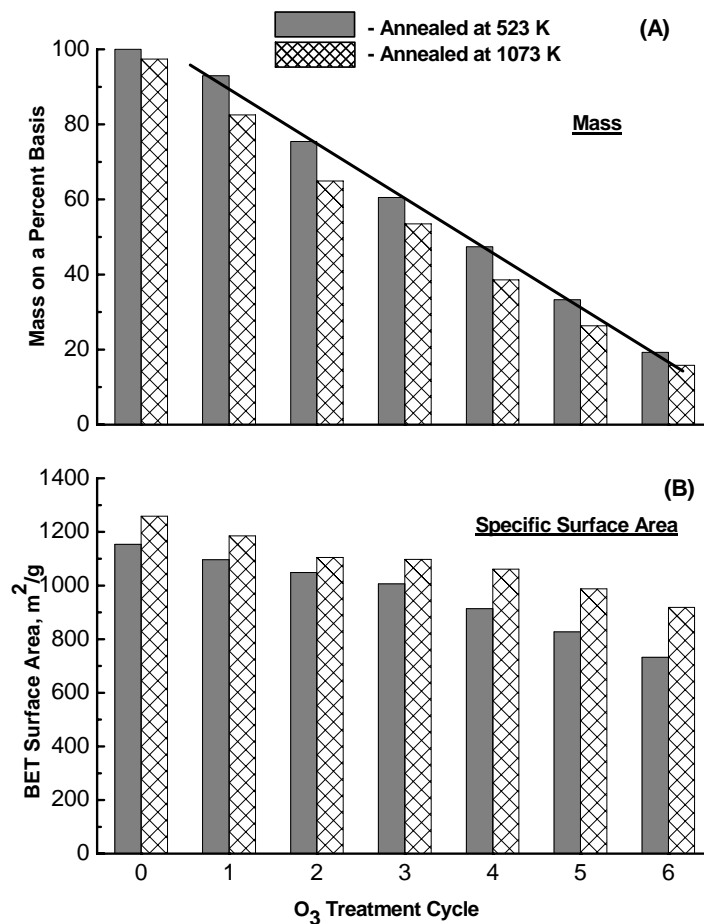 - Annealed at 523 K
(A)
- Annealed at 1073 K
Mass
Mass on a Percent Basis
100
80
60
40
20
0
(B)
Specific Surface Area
BET Surface Area, m²/g
1400
1200
1000
800
600
400
200
0
0 1 2 3 4 5 6
O₃ Treatment Cycle